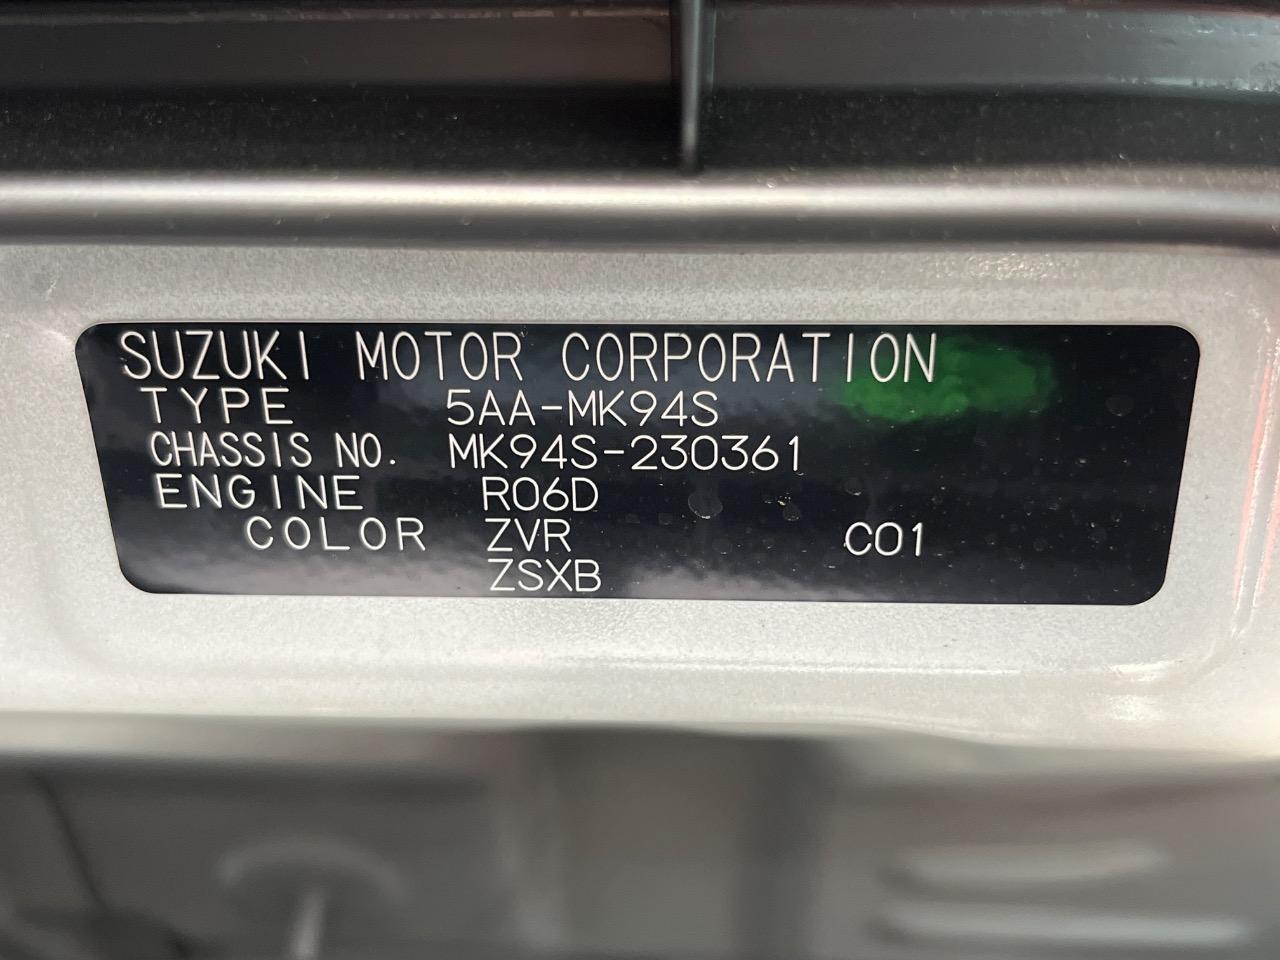 SUZUKI MOTOR CORPORATION
TYPE 5AA-MK94S
CHASSIS NO. MK94S-230361
ENGINE R06D
COLOR ZVR C01
ZSXB